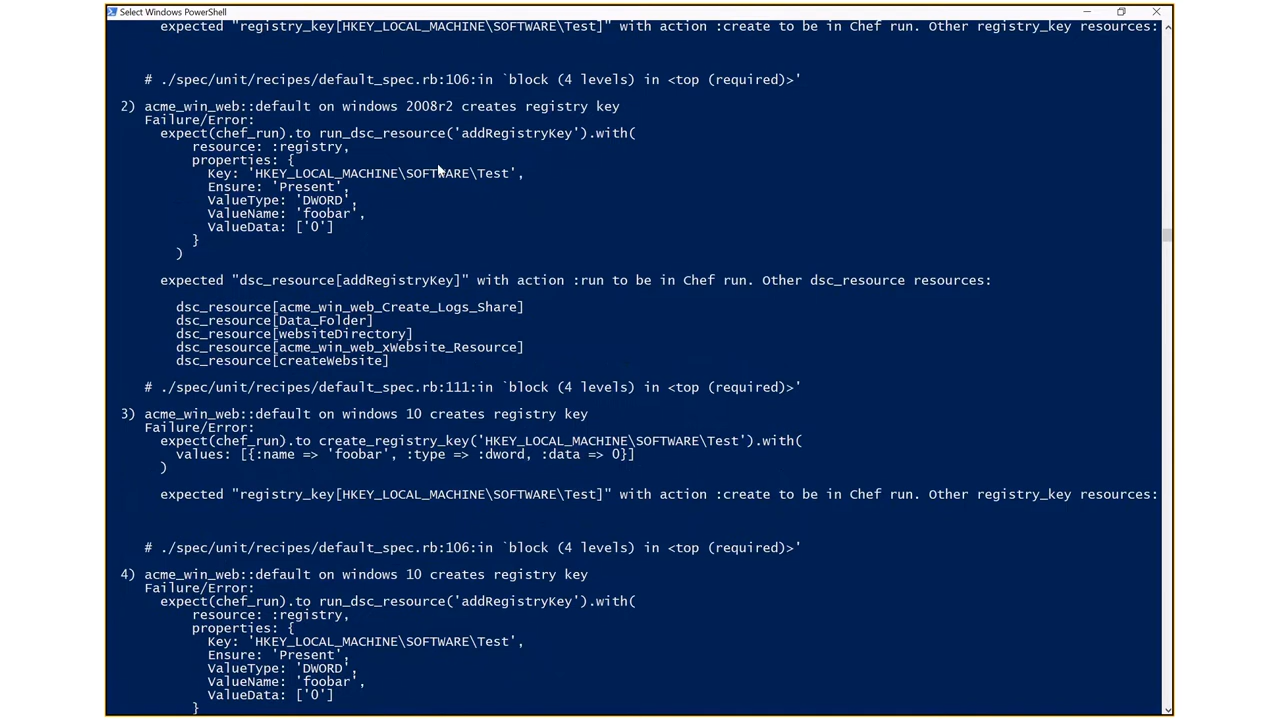 Select Windows PowerShell
expected "registry_key[HKEY_LOCAL_MACHINE\SOFTWARE\Test]" with action :create to be in Chef run. Other registry_key resources:
# ./spec/unit/recipes/default_spec.rb:106:in `block (4 levels) in <top (required)>'
2) acme_win_web::default on windows 2008r2 creates registry key
Failure/Error:
expect(chef_run).to run_dsc_resource('addRegistryKey').with(
resource: :registry,
properties: {
Key: 'HKEY_LOCAL_MACHINE\SOFTWARE\Test',
Ensure: 'Present',
ValueType: 'DWORD',
ValueName: 'foobar',
ValueData: ['0']
}
)
expected "dsc_resource[addRegistryKey]" with action :run to be in Chef run. Other dsc_resource resources:
dsc_resource[acme_win_web_Create_Logs_Share]
dsc_resource[Data_Folder]
dsc_resource[websiteDirectory]
dsc_resource[acme_win_web_xWebsite_Resource]
dsc_resource[createWebsite]
# ./spec/unit/recipes/default_spec.rb:111:in `block (4 levels) in <top (required)>'
3) acme_win_web::default on windows 10 creates registry key
Failure/Error:
expect(chef_run).to create_registry_key('HKEY_LOCAL_MACHINE\SOFTWARE\Test').with(
values: [{:name => 'foobar', :type => :dword, :data => 0}]
)
expected "registry_key[HKEY_LOCAL_MACHINE\SOFTWARE\Test]" with action :create to be in Chef run. Other registry_key resources:
# ./spec/unit/recipes/default_spec.rb:106:in `block (4 levels) in <top (required)>'
4) acme_win_web::default on windows 10 creates registry key
Failure/Error:
expect(chef_run).to run_dsc_resource('addRegistryKey').with(
resource: :registry,
properties: {
Key: 'HKEY_LOCAL_MACHINE\SOFTWARE\Test',
Ensure: 'Present',
ValueType: 'DWORD',
ValueName: 'foobar',
ValueData: ['0']
}